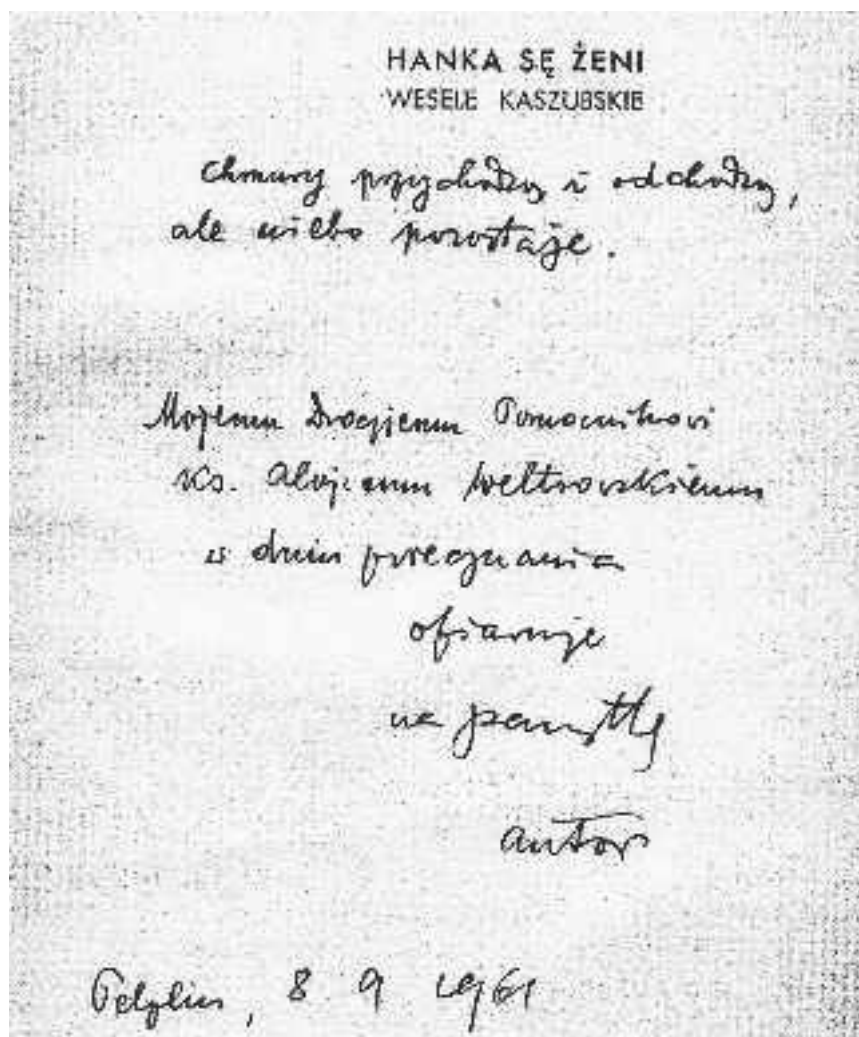 HANKA SĘ ŻENI
WESELE KASZUBSKIE
Chmury przychodzą i odchodzą,
ale niebo pozostaje.
Mojemu Drogiemu Pomocnikowi
ks. Alojzemu Weltrowskiemu
w dniu pożegnania
ofiaruje
na pamiątkę
autor
Pelplin, 8 9 1961